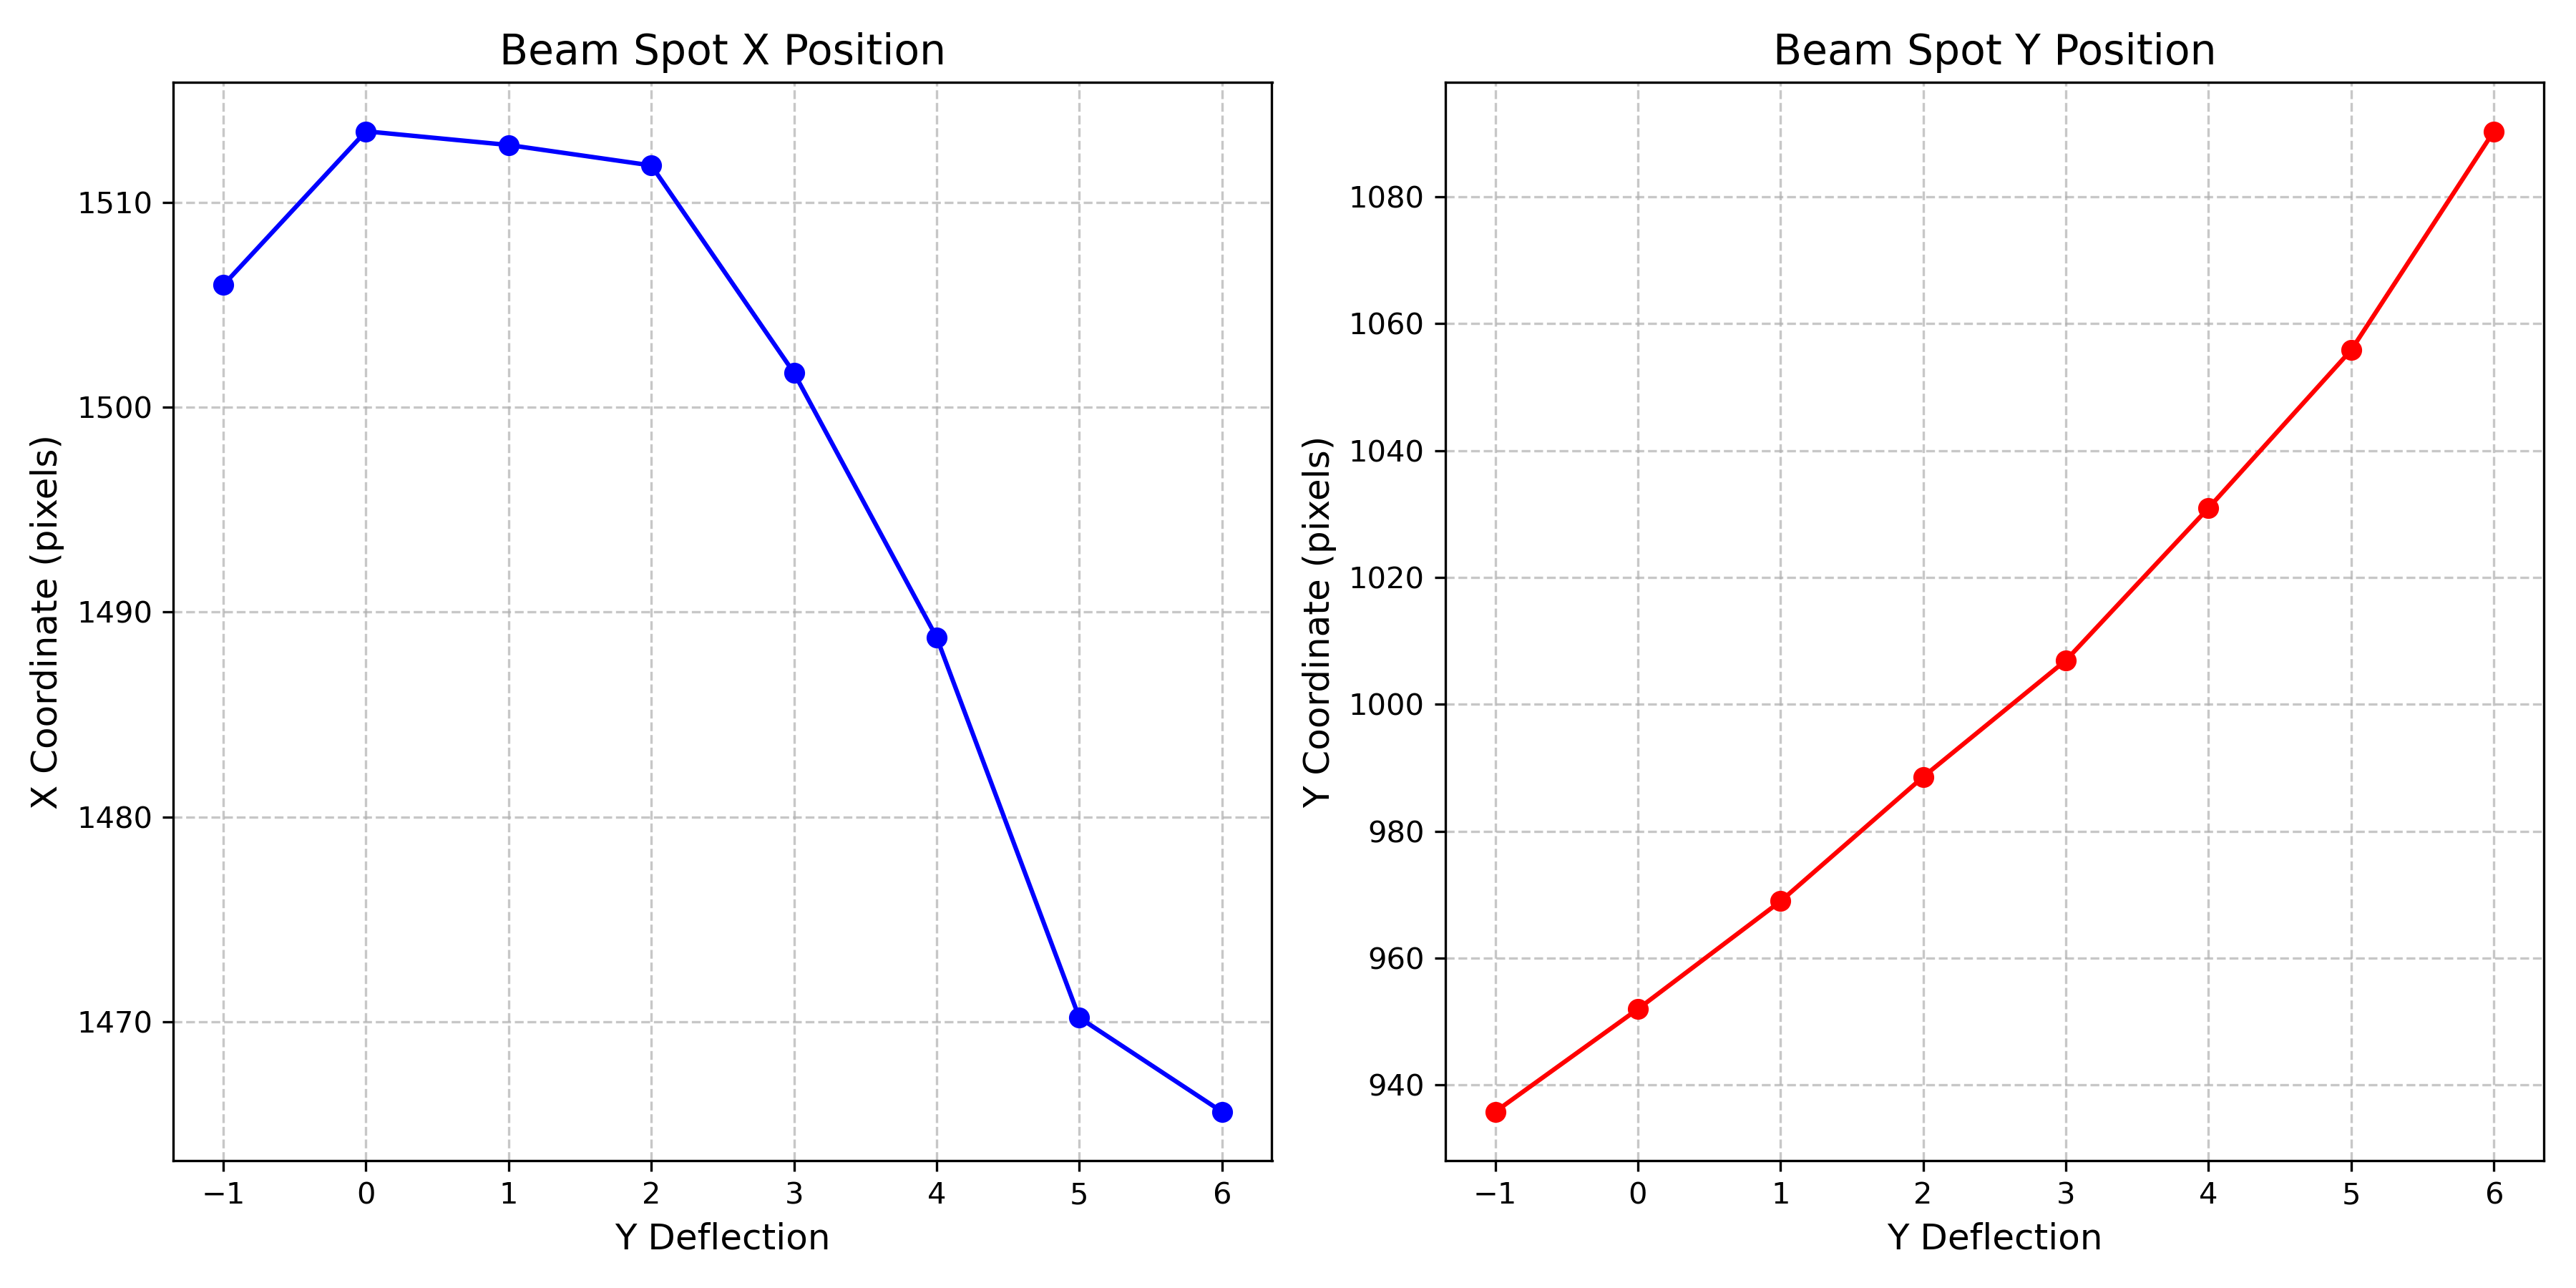 Beam Spot X Position
X Coordinate (pixels)
1510
1500
1490
1480
1470
−1 0 1 2 3 4 5 6
Y Deflection
Beam Spot Y Position
Y Coordinate (pixels)
1080
1060
1040
1020
1000
980
960
940
−1 0 1 2 3 4 5 6
Y Deflection